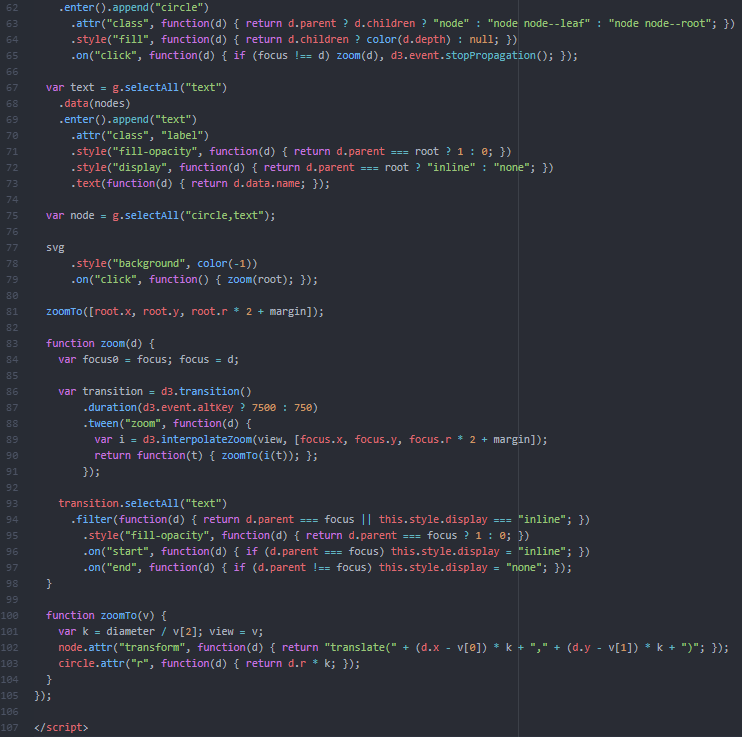 62     .enter().append("circle")
63       .attr("class", function(d) { return d.parent ? d.children ? "node" : "node node--leaf" : "node node--root"; })
64       .style("fill", function(d) { return d.children ? color(d.depth) : null; })
65       .on("click", function(d) { if (focus !== d) zoom(d), d3.event.stopPropagation(); });
66
67   var text = g.selectAll("text")
68     .data(nodes)
69     .enter().append("text")
70       .attr("class", "label")
71       .style("fill-opacity", function(d) { return d.parent === root ? 1 : 0; })
72       .style("display", function(d) { return d.parent === root ? "inline" : "none"; })
73       .text(function(d) { return d.data.name; });
74
75   var node = g.selectAll("circle,text");
76
77   svg
78       .style("background", color(-1))
79       .on("click", function() { zoom(root); });
80
81   zoomTo([root.x, root.y, root.r * 2 + margin]);
82
83   function zoom(d) {
84     var focus0 = focus; focus = d;
85
86     var transition = d3.transition()
87         .duration(d3.event.altKey ? 7500 : 750)
88         .tween("zoom", function(d) {
89           var i = d3.interpolateZoom(view, [focus.x, focus.y, focus.r * 2 + margin]);
90           return function(t) { zoomTo(i(t)); };
91         });
92
93     transition.selectAll("text")
94       .filter(function(d) { return d.parent === focus || this.style.display === "inline"; })
95         .style("fill-opacity", function(d) { return d.parent === focus ? 1 : 0; })
96         .on("start", function(d) { if (d.parent === focus) this.style.display = "inline"; })
97         .on("end", function(d) { if (d.parent !== focus) this.style.display = "none"; });
98   }
99
100   function zoomTo(v) {
101     var k = diameter / v[2]; view = v;
102     node.attr("transform", function(d) { return "translate(" + (d.x - v[0]) * k + "," + (d.y - v[1]) * k + ")"; });
103     circle.attr("r", function(d) { return d.r * k; });
104   }
105 });
106
107 </script>